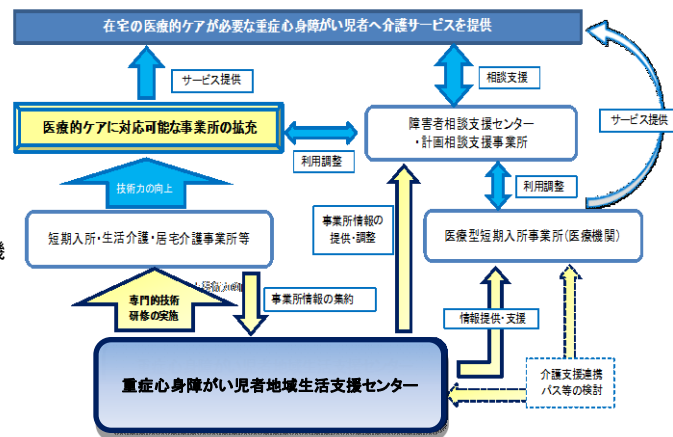 在宅の医療的ケアが必要な重症心身障がい児者へ介護サービスを提供
サービス提供
相談支援
サービス提供
医療的ケアに対応可能な事業所の拡充
障害者相談支援センター
・計画相談支援事業所
利用調整
技術力の向上
利用調整
短期入所・生活介護・居宅介護事業所等
事業所情報の
提供・調整
医療型短期入所事業所(医療機関)
機
専門的技術
研修の実施
事業所情報の集約
情報提供・支援
介護支援連携
パス等の検討
重症心身障がい児者地域生活支援センター